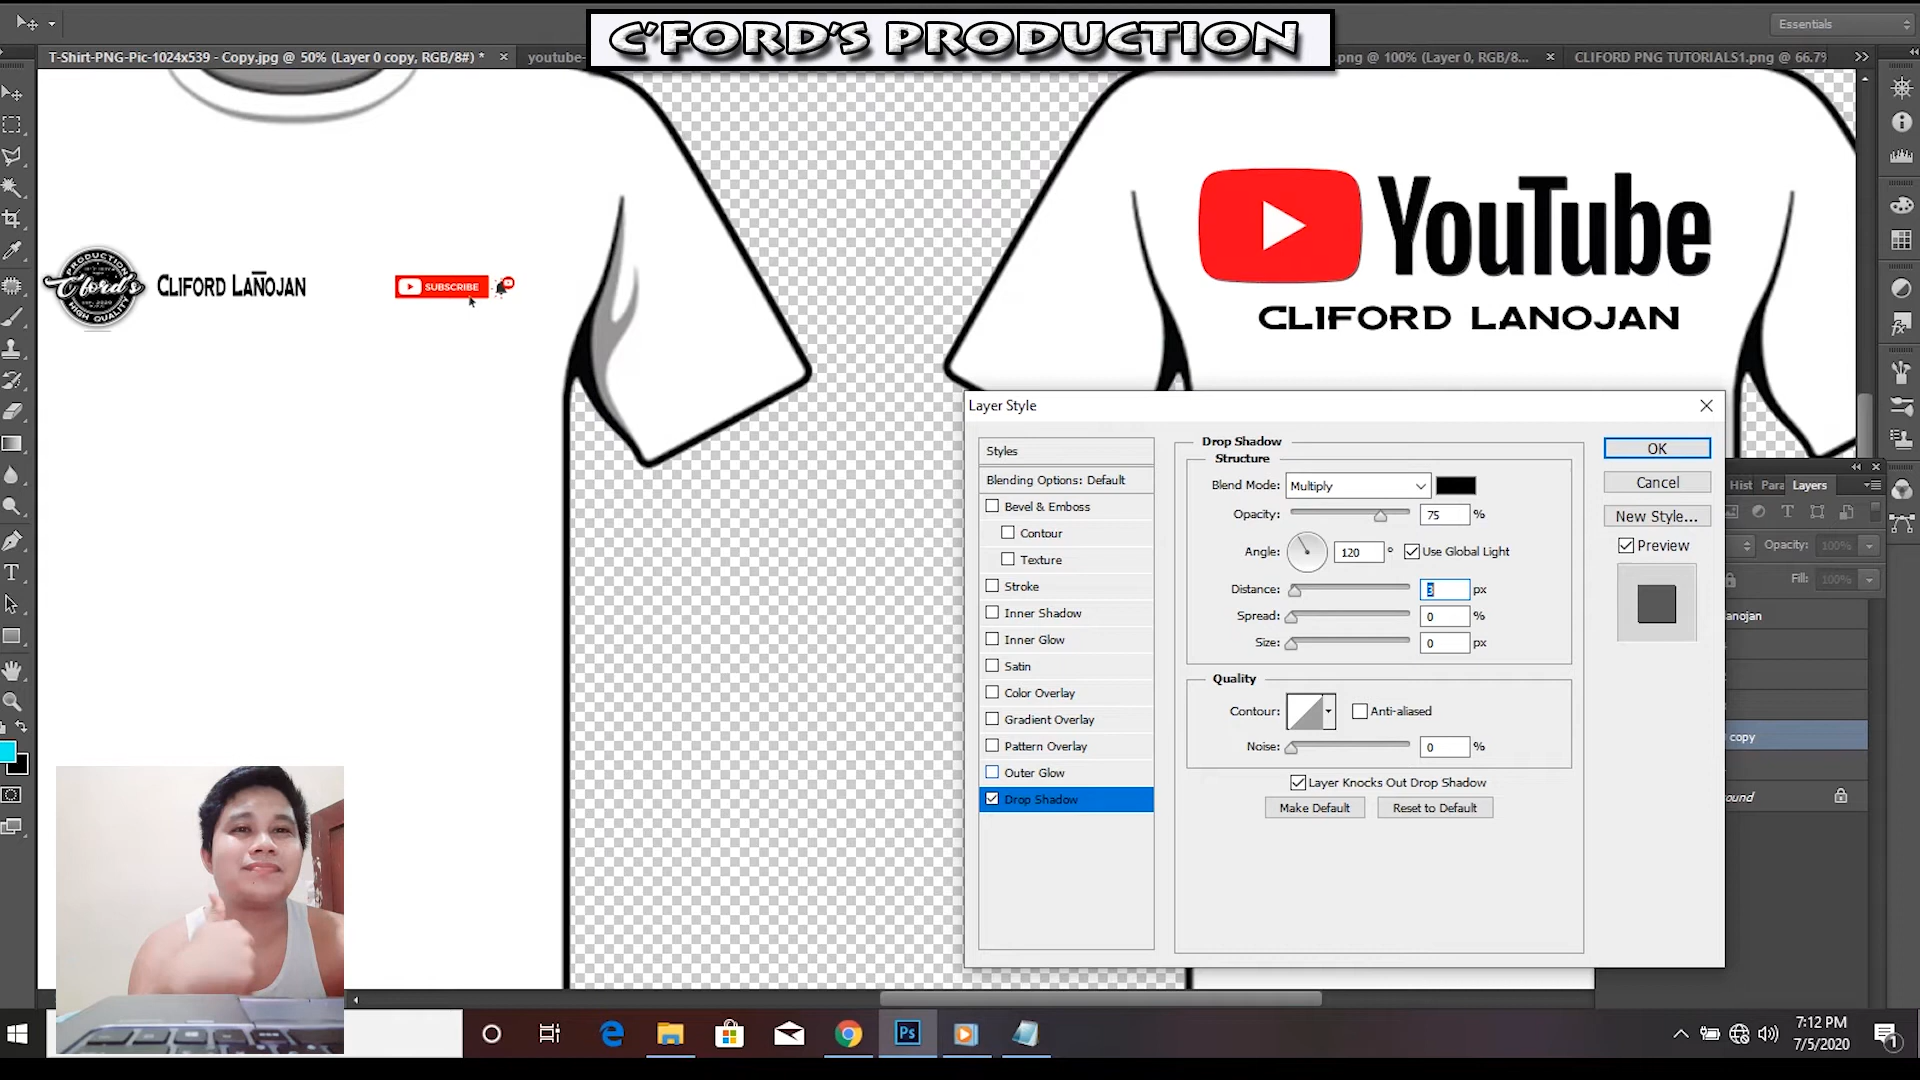 C'FORD'S PRODUCTION
Essentials
T-Shirt-PNG-Pic-1024x539 - Copy.jpg @ 50% (Layer 0 copy, RGB/8#) *
youtube-
.png @ 100% (Layer 0, RGB/8...
CLIFORD PNG TUTORIALS1.png @ 66.7%
YouTube
CLIFORD LANOJAN
PRODUCTION
C'ford's
HIGH QUALITY
CLIFORD LAÑOJAN
SUBSCRIBE
Layer Style
Styles
Blending Options: Default
Bevel & Emboss
Contour
Texture
Stroke
Inner Shadow
Inner Glow
Satin
Color Overlay
Gradient Overlay
Pattern Overlay
Outer Glow
Drop Shadow
Drop Shadow
Structure
Blend Mode: Multiply
Opacity: 75 %
Angle: 120 ° Use Global Light
Distance: 3 px
Spread: 0 %
Size: 0 px
Quality
Contour: Anti-aliased
Noise: 0 %
Layer Knocks Out Drop Shadow
Make Default Reset to Default
OK
Cancel
New Style...
Preview
Hist Para Layers
Opacity: 100%
Fill: 100%
anojan
copy
ound
Ps
7:12 PM
7/5/2020
1